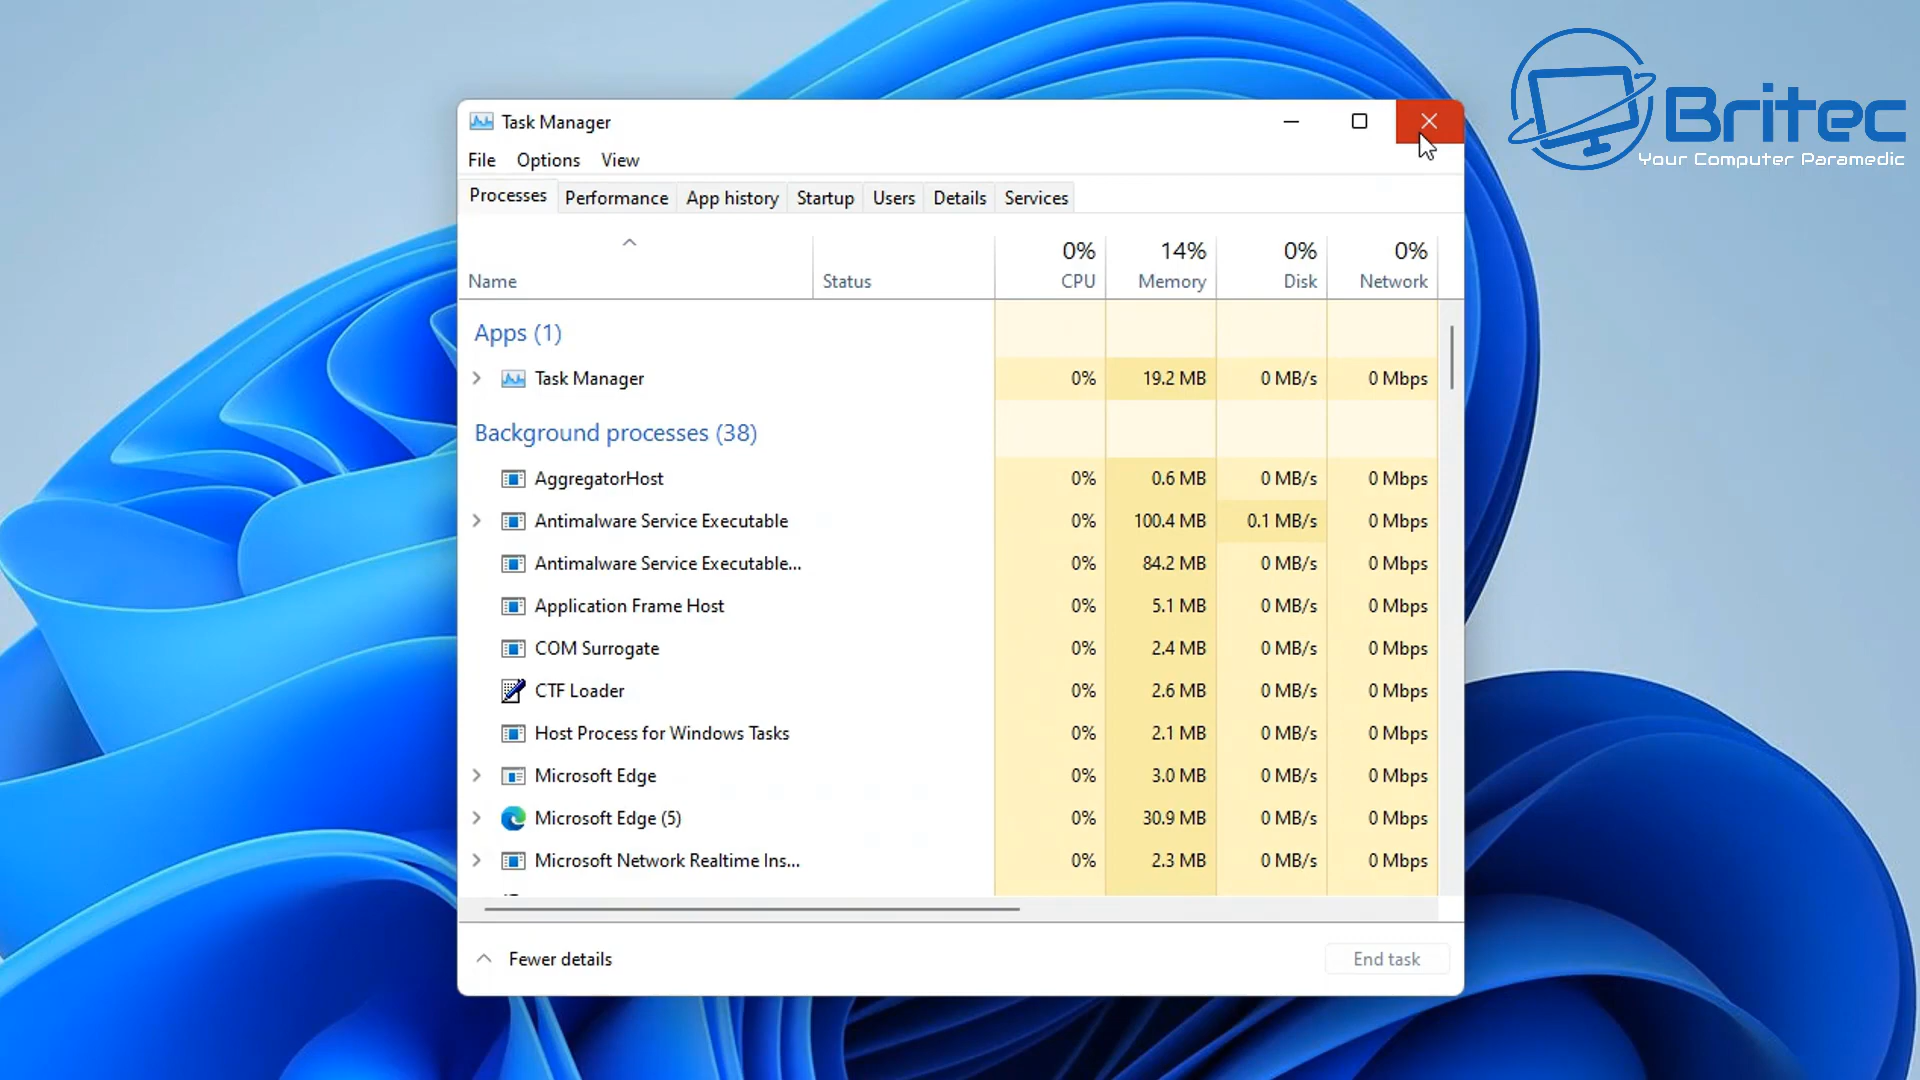 Britec
Your Computer Paramedic
Task Manager
File Options View
Processes Performance App history Startup Users Details Services
0% 14% 0% 0%
Name Status CPU Memory Disk Network
Apps (1)
Task Manager 0% 19.2 MB 0 MB/s 0 Mbps
Background processes (38)
AggregatorHost 0% 0.6 MB 0 MB/s 0 Mbps
Antimalware Service Executable 0% 100.4 MB 0.1 MB/s 0 Mbps
Antimalware Service Executable... 0% 84.2 MB 0 MB/s 0 Mbps
Application Frame Host 0% 5.1 MB 0 MB/s 0 Mbps
COM Surrogate 0% 2.4 MB 0 MB/s 0 Mbps
CTF Loader 0% 2.6 MB 0 MB/s 0 Mbps
Host Process for Windows Tasks 0% 2.1 MB 0 MB/s 0 Mbps
Microsoft Edge 0% 3.0 MB 0 MB/s 0 Mbps
Microsoft Edge (5) 0% 30.9 MB 0 MB/s 0 Mbps
Microsoft Network Realtime Ins... 0% 2.3 MB 0 MB/s 0 Mbps
Fewer details End task